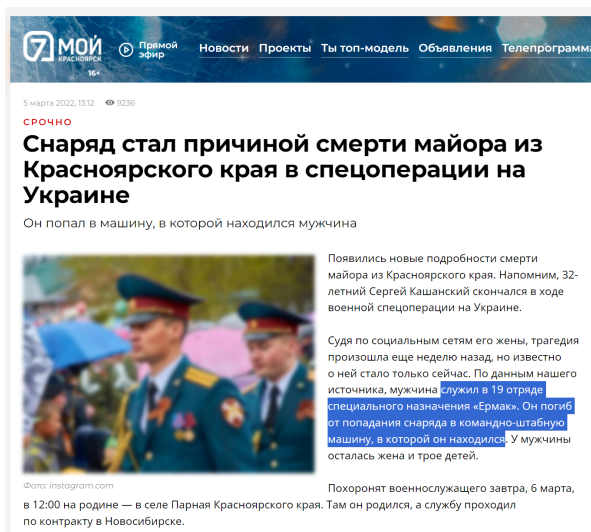 7 МОЙ
КРАСНОЯРСК
16+
Прямой
эфир
Новости Проекты Ты топ-модель Объявления Телепрограмма
5 марта 2022, 13:12 9236
СРОЧНО
Снаряд стал причиной смерти майора из
Красноярского края в спецоперации на
Украине
Он попал в машину, в которой находился мужчина
Появились новые подробности смерти
майора из Красноярского края. Напомним, 32-
летний Сергей Кашанский скончался в ходе
военной спецоперации на Украине.
Судя по социальным сетям его жены, трагедия
произошла еще неделю назад, но известно
о ней стало только сейчас. По данным нашего
источника, мужчина служил в 19 отряде
специального назначения «Ермак». Он погиб
от попадания снаряда в командно-штабную
машину, в которой он находился. У мужчины
осталась жена и трое детей.
Фото: instagram.com
Похоронят военнослужащего завтра, 6 марта,
в 12:00 на родине — в селе Парная Красноярского края. Там он родился, а службу проходил
по контракту в Новосибирске.